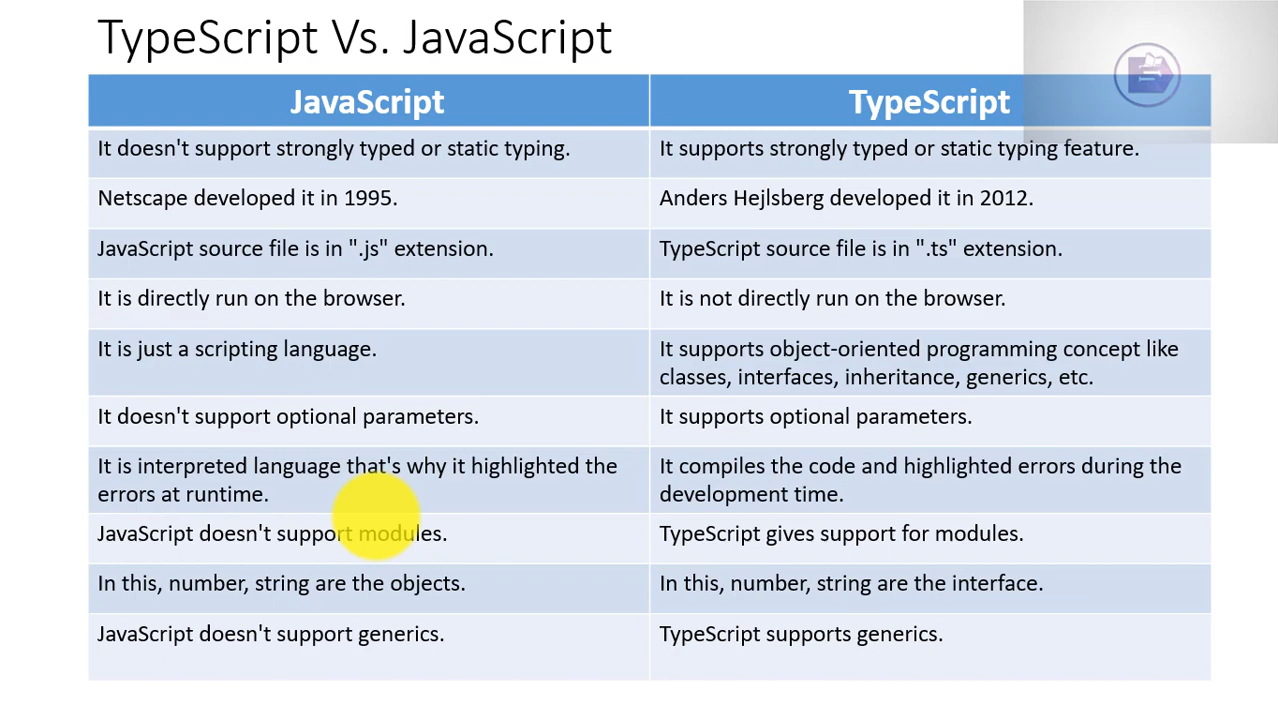 TypeScript Vs. JavaScript
JavaScript
TypeScript
It doesn't support strongly typed or static typing.
It supports strongly typed or static typing feature.
Netscape developed it in 1995.
Anders Hejlsberg developed it in 2012.
JavaScript source file is in ".js" extension.
TypeScript source file is in ".ts" extension.
It is directly run on the browser.
It is not directly run on the browser.
It is just a scripting language.
It supports object-oriented programming concept like
classes, interfaces, inheritance, generics, etc.
It doesn't support optional parameters.
It supports optional parameters.
It is interpreted language that's why it highlighted the
errors at runtime.
It compiles the code and highlighted errors during the
development time.
JavaScript doesn't support modules.
TypeScript gives support for modules.
In this, number, string are the objects.
In this, number, string are the interface.
JavaScript doesn't support generics.
TypeScript supports generics.